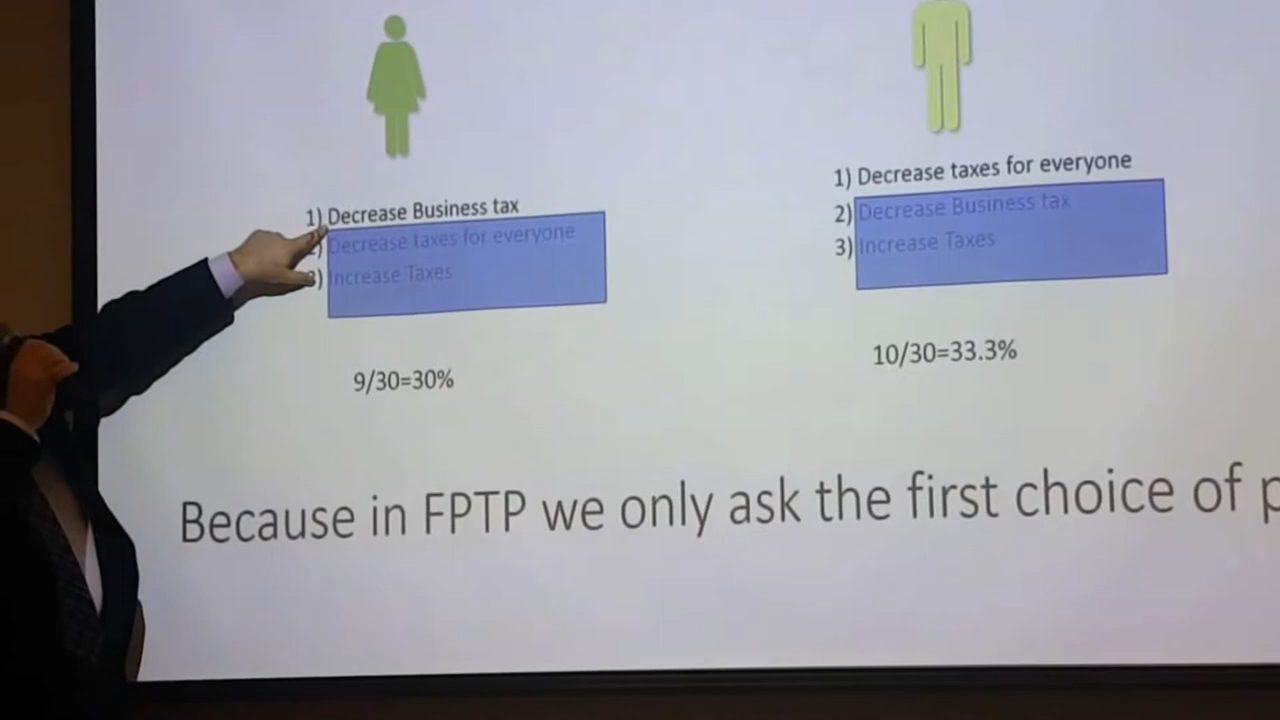 1) Decrease Business tax
2) Decrease taxes for everyone
3) Increase Taxes
9/30=30%
1) Decrease taxes for everyone
2) Decrease Business tax
3) Increase Taxes
10/30=33.3%
Because in FPTP we only ask the first choice of p